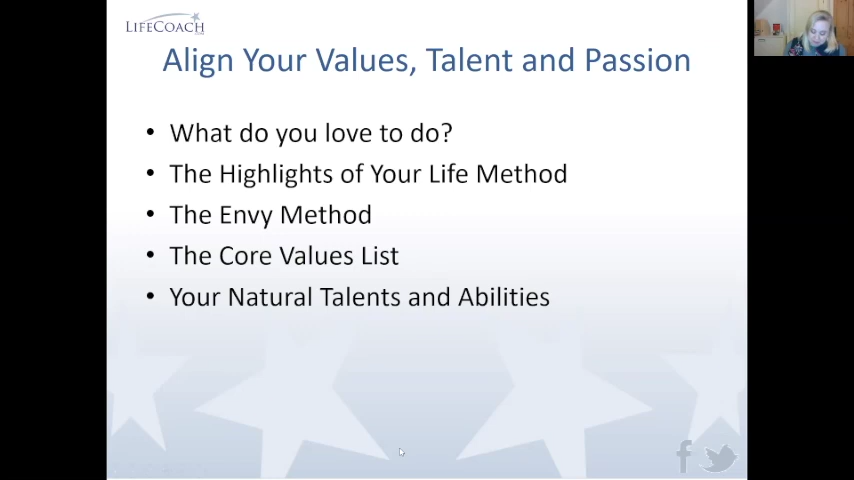 LIFECOACH
Align Your Values, Talent and Passion
• What do you love to do?
• The Highlights of Your Life Method
• The Envy Method
• The Core Values List
• Your Natural Talents and Abilities